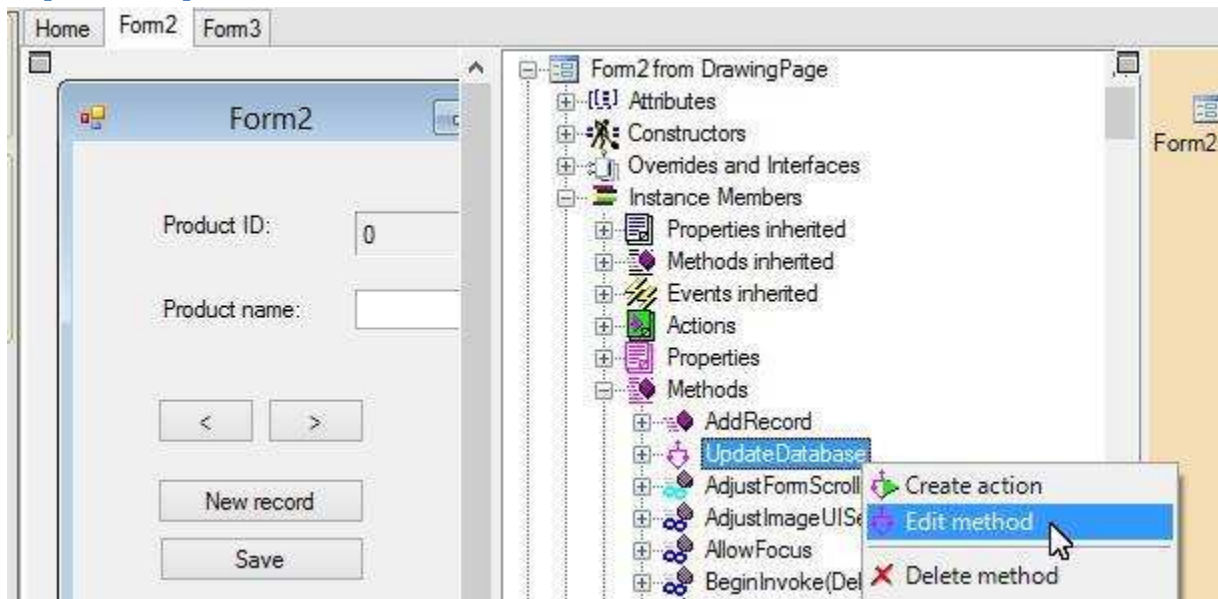 Home Form2 Form3
Form2
Product ID: 0
Product name:
< >
New record
Save
Form2 from DrawingPage
Attributes
Constructors
Overrides and Interfaces
Instance Members
Properties inherited
Methods inherited
Events inherited
Actions
Properties
Methods
AddRecord
UpdateDatabase
AdjustFormScroll
AdjustImageUISe
AllowFocus
BeginInvoke(Del
Create action
Edit method
Delete method
Form2